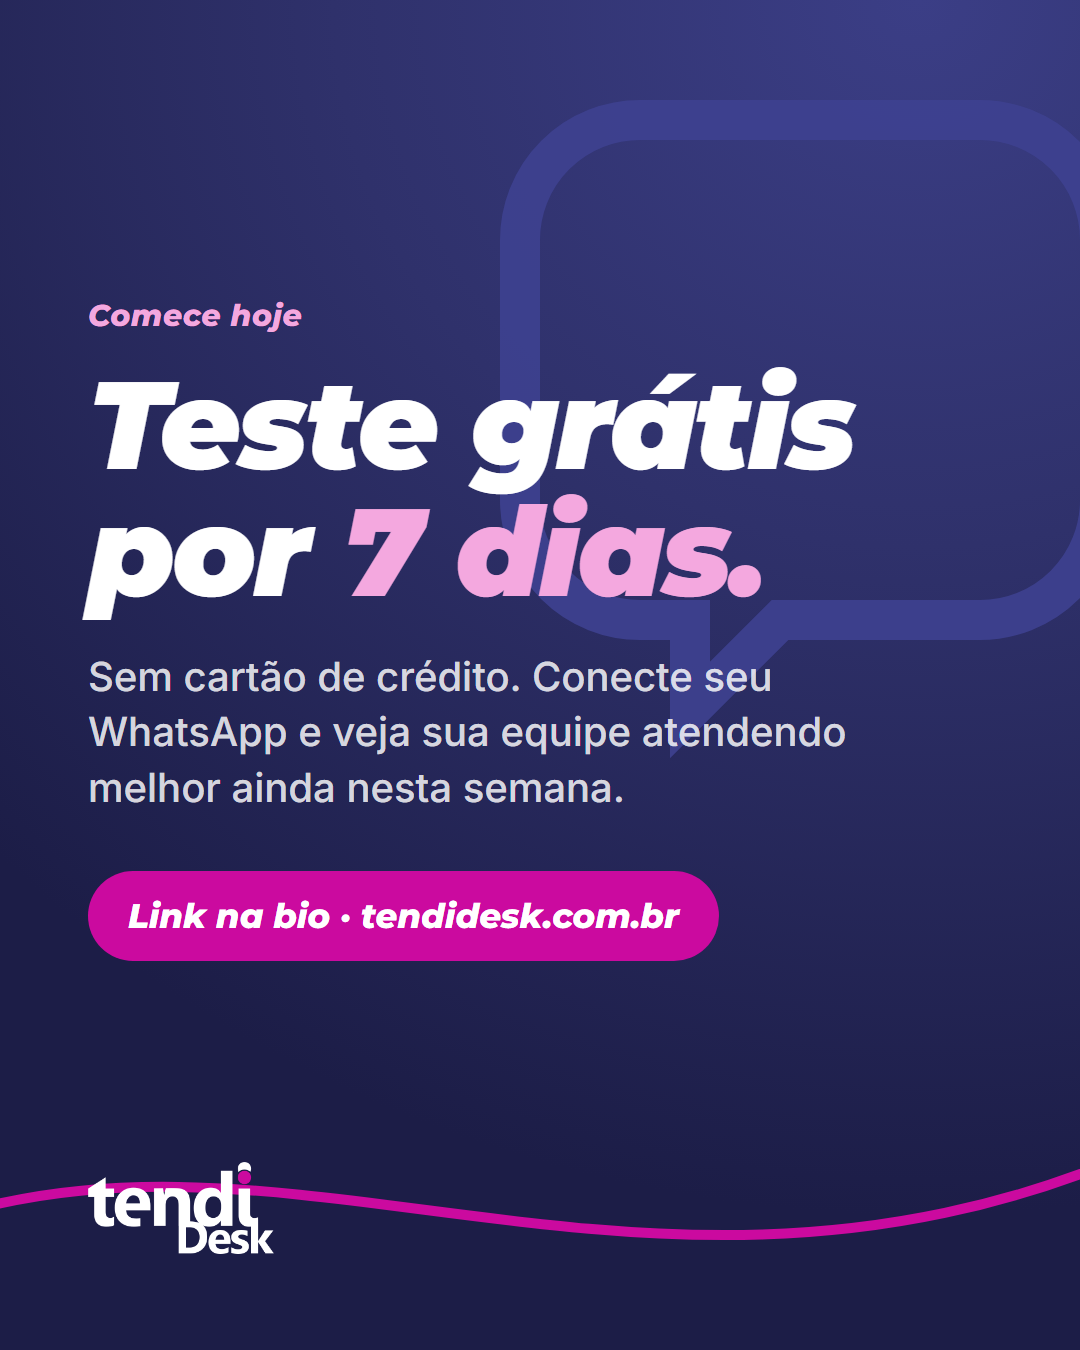 Comece hoje
Teste grátis
por 7 dias.
Sem cartão de crédito. Conecte seu
WhatsApp e veja sua equipe atendendo
melhor ainda nesta semana.
Link na bio • tendidesk.com.br
tendi
Desk